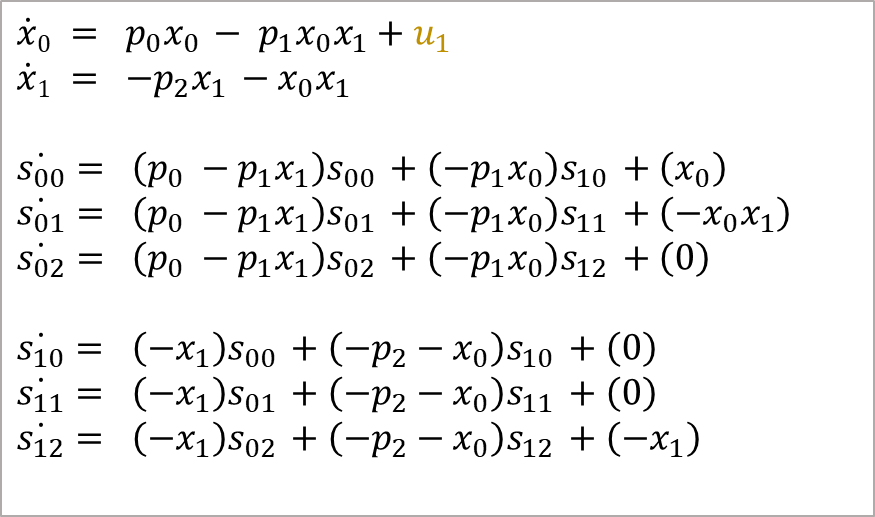 ẋ₀ = p₀x₀ − p₁x₀x₁ + u₁
ẋ₁ = −p₂x₁ − x₀x₁
ṡ₀₀ = (p₀ − p₁x₁)s₀₀ + (−p₁x₀)s₁₀ + (x₀)
ṡ₀₁ = (p₀ − p₁x₁)s₀₁ + (−p₁x₀)s₁₁ + (−x₀x₁)
ṡ₀₂ = (p₀ − p₁x₁)s₀₂ + (−p₁x₀)s₁₂ + (0)
ṡ₁₀ = (−x₁)s₀₀ + (−p₂ − x₀)s₁₀ + (0)
ṡ₁₁ = (−x₁)s₀₁ + (−p₂ − x₀)s₁₁ + (0)
ṡ₁₂ = (−x₁)s₀₂ + (−p₂ − x₀)s₁₂ + (−x₁)